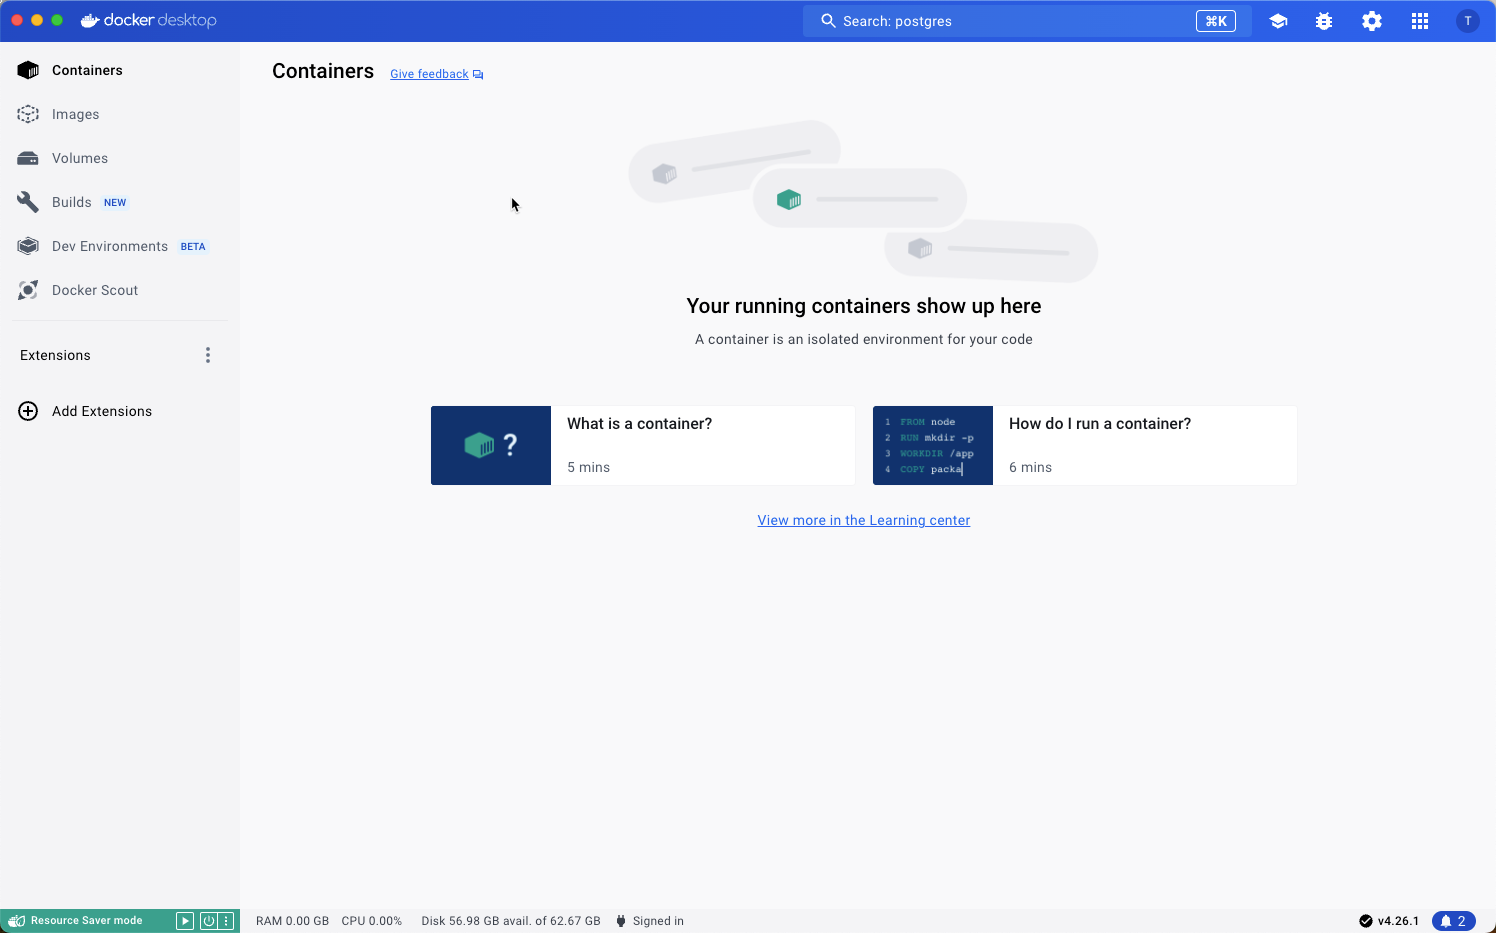 docker desktop
Search: postgres
⌘K
T
Containers
Images
Volumes
Builds NEW
Dev Environments BETA
Docker Scout
Extensions
Add Extensions
Containers
Give feedback
Your running containers show up here
A container is an isolated environment for your code
?
What is a container?
5 mins
1 FROM node
2 RUN mkdir -p
3 WORKDIR /app
4 COPY packa
How do I run a container?
6 mins
View more in the Learning center
Resource Saver mode
RAM 0.00 GB CPU 0.00% Disk 56.98 GB avail. of 62.67 GB Signed in
v4.26.1
2